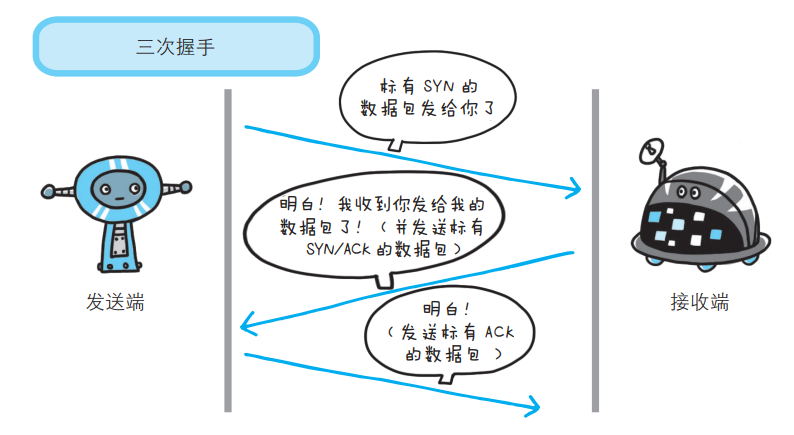 三次握手
标有 SYN 的
数据包发给你了
明白！我收到你发给我的
数据包了！（并发送标有
SYN/ACK 的数据包）
发送端
接收端
明白！
（发送标有 ACK
的数据包 ）